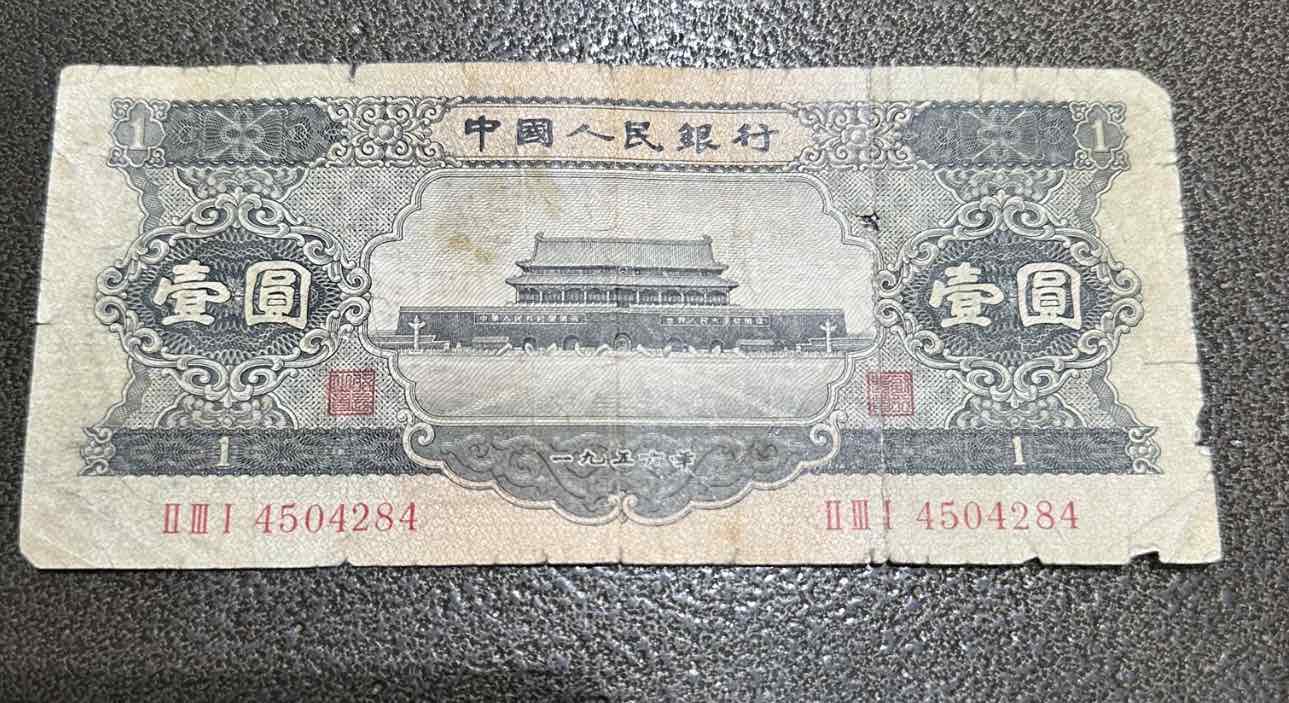 1 中國人民銀行 1
壹圓 壹圓
1 一九五六年 1
ⅡⅢⅠ 4504284 ⅡⅢⅠ 4504284